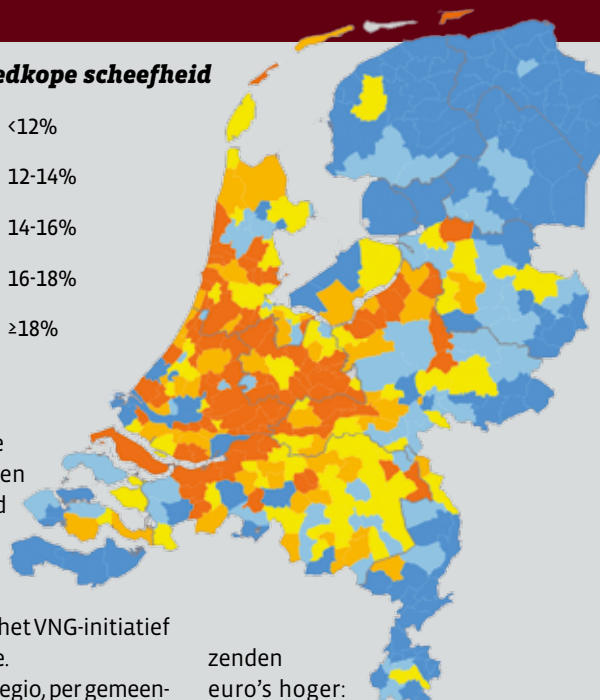 edkope scheefheid
<12%
12-14%
14-16%
16-18%
≥18%
e
en
d
het VNG-initiatief
e.
egio, per gemeen-
zenden
euro's hoger: